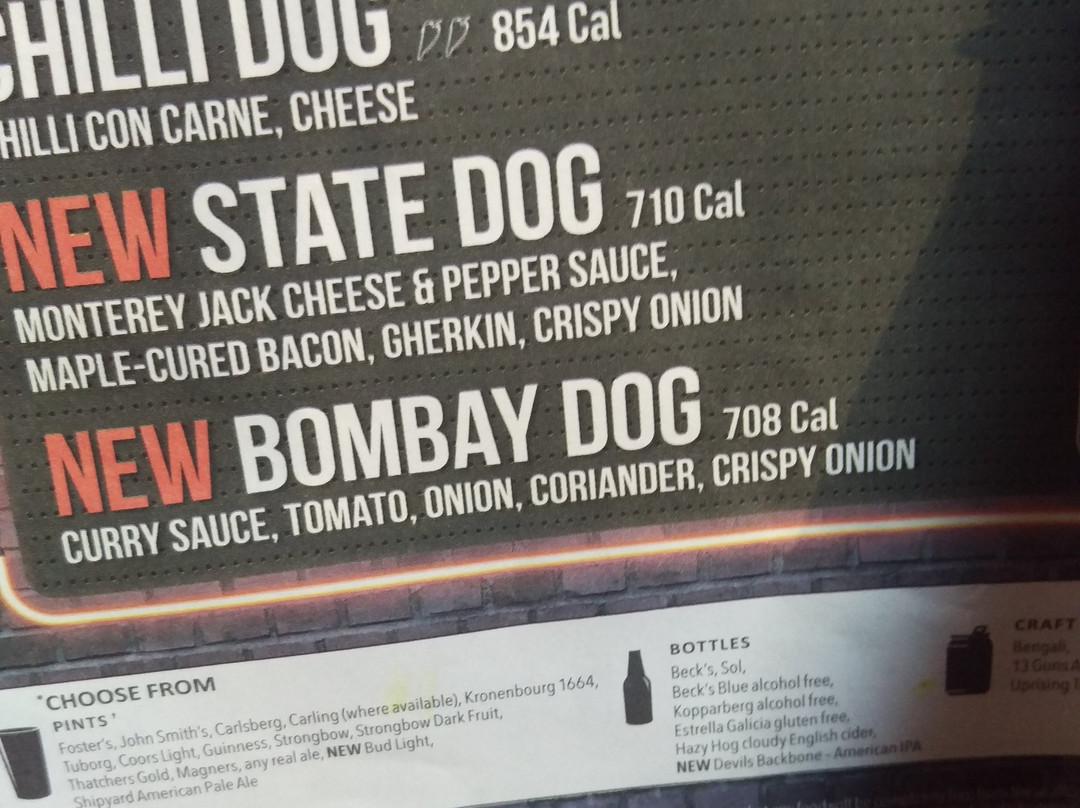 CHILLI DOG 854 Cal
CHILLI CON CARNE, CHEESE
NEW STATE DOG 710 Cal
MONTEREY JACK CHEESE & PEPPER SAUCE,
MAPLE-CURED BACON, GHERKIN, CRISPY ONION
NEW BOMBAY DOG 708 Cal
CURRY SAUCE, TOMATO, ONION, CORIANDER, CRISPY ONION
*CHOOSE FROM
PINTS†
Foster's, John Smith's, Carlsberg, Carling (where available), Kronenbourg 1664,
Tuborg, Coors Light, Guinness, Strongbow, Strongbow Dark Fruit,
Thatchers Gold, Magners, any real ale, NEW Bud Light,
Shipyard American Pale Ale
BOTTLES
Beck's, Sol,
Beck's Blue alcohol free,
Kopparberg alcohol free,
Estrella Galicia gluten free,
Hazy Hog cloudy English cider,
NEW Devils Backbone - American IPA
CRAFT
Bengali,
13 Guns
Uprising